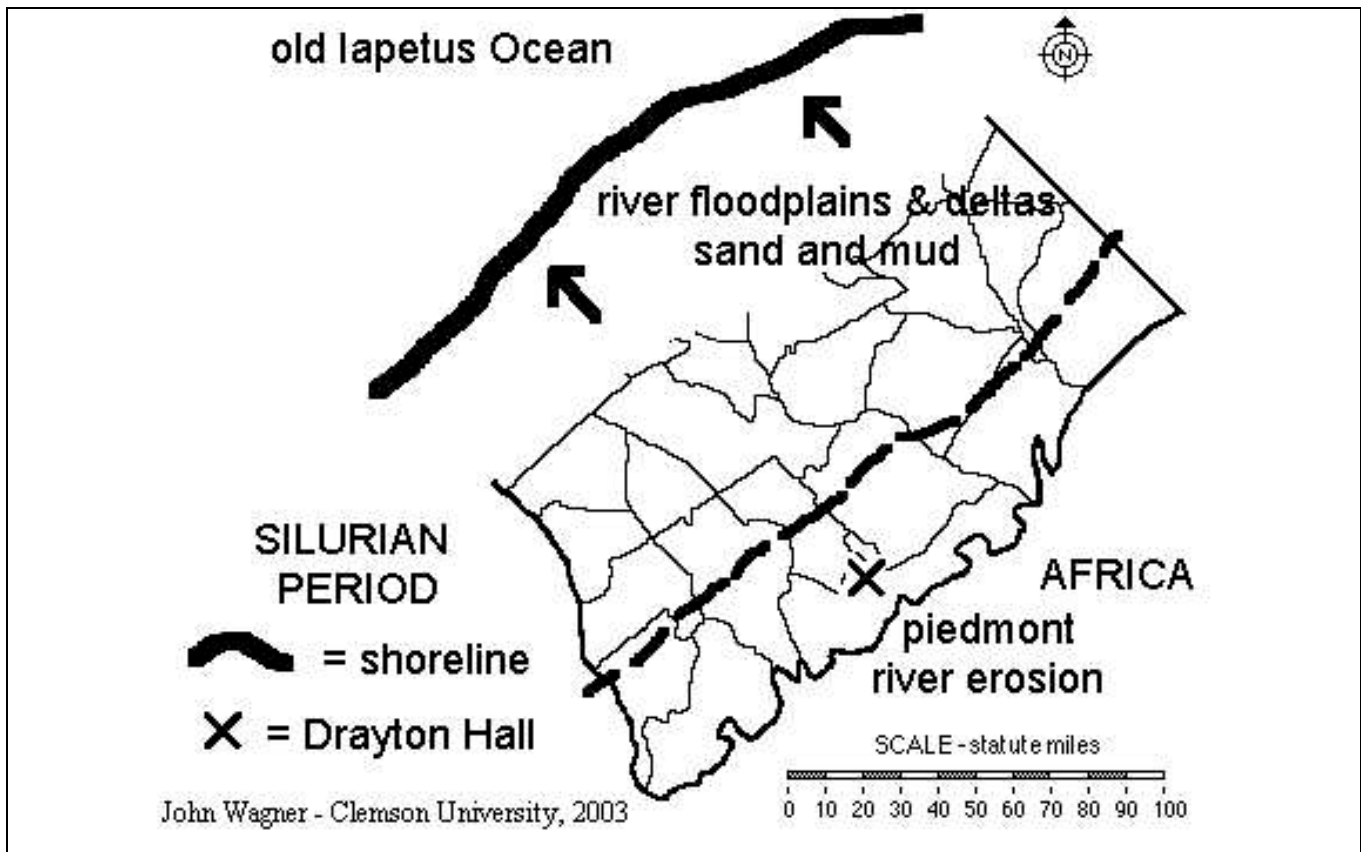 old Iapetus Ocean
N
river floodplains & deltas
sand and mud
SILURIAN
PERIOD
= shoreline
= Drayton Hall
AFRICA
piedmont
river erosion
SCALE - statute miles
0 10 20 30 40 50 60 70 80 90 100
John Wagner - Clemson University, 2003